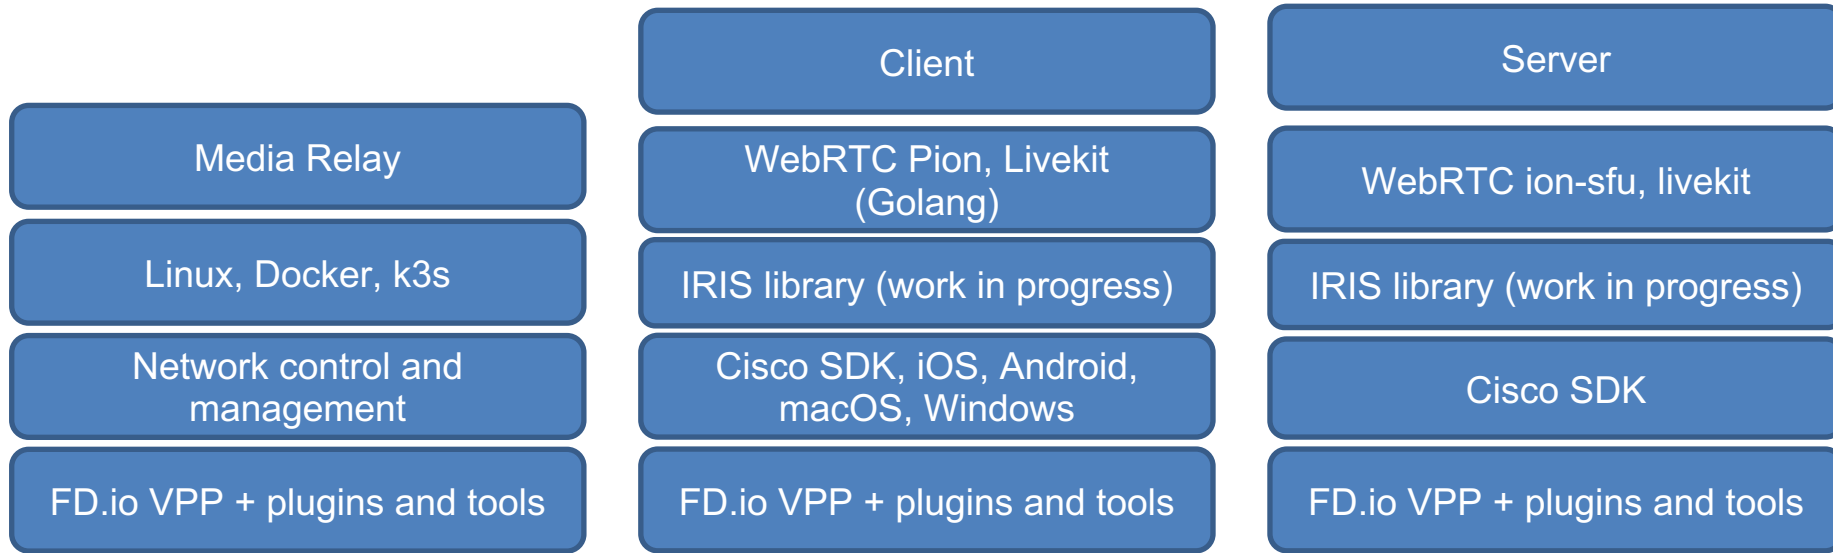 Media Relay
Linux, Docker, k3s
Network control and
management
FD.io VPP + plugins and tools
Client
WebRTC Pion, Livekit
(Golang)
IRIS library (work in progress)
Cisco SDK, iOS, Android,
macOS, Windows
FD.io VPP + plugins and tools
Server
WebRTC ion-sfu, livekit
IRIS library (work in progress)
Cisco SDK
FD.io VPP + plugins and tools